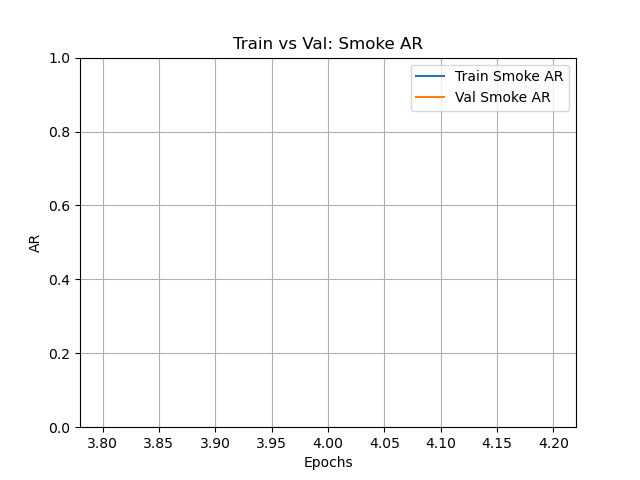 Train vs Val: Smoke AR
Train Smoke AR
Val Smoke AR
AR
1.0
0.8
0.6
0.4
0.2
0.0
3.80 3.85 3.90 3.95 4.00 4.05 4.10 4.15 4.20
Epochs